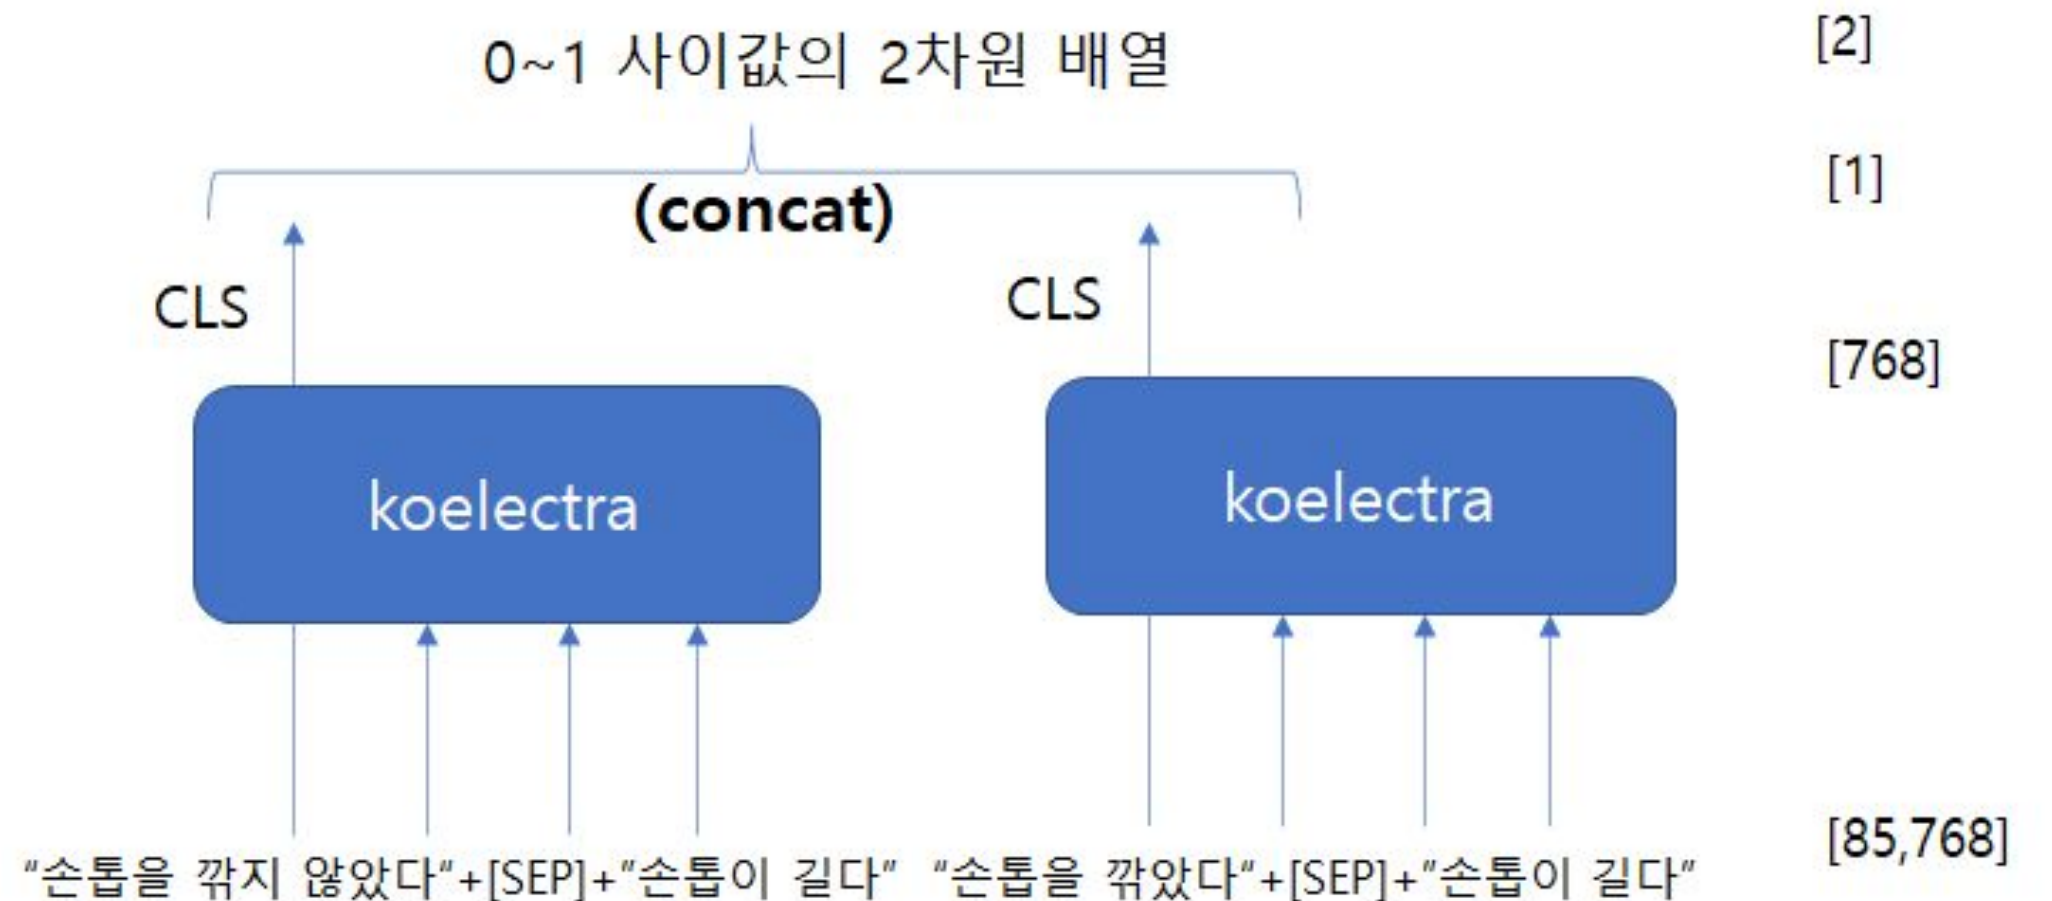 0~1 사이값의 2차원 배열
[2]
[1]
(concat)
CLS
CLS
[768]
koelectra
koelectra
[85,768]
“손톱을 깎지 않았다“+[SEP]+”손톱이 길다”
“손톱을 깎았다“+[SEP]+”손톱이 길다”